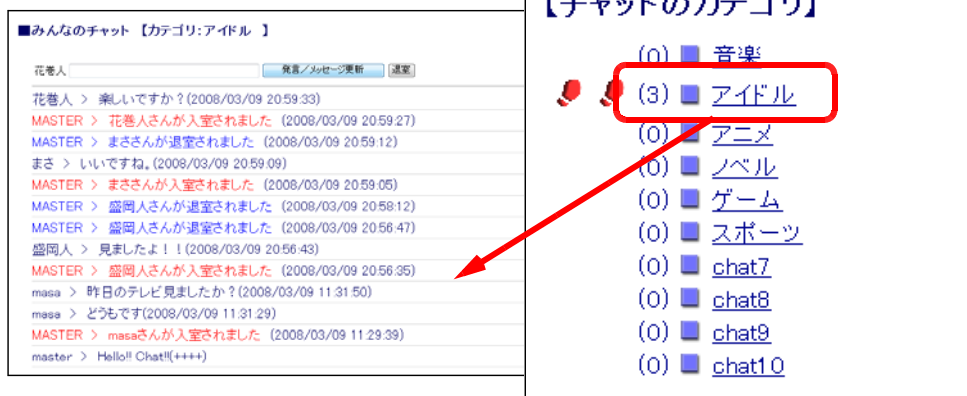 ■みんなのチャット 【カテゴリ:アイドル 】
花巻人 発言／メッセージ更新 退室
花巻人 > 楽しいですか？(2008/03/09 20:59:33)
MASTER > 花巻人さんが入室されました (2008/03/09 20:59:27)
MASTER > まささんが退室されました (2008/03/09 20:59:12)
まさ > いいですね。(2008/03/09 20:59:09)
MASTER > まささんが入室されました (2008/03/09 20:59:05)
MASTER > 盛岡人さんが退室されました (2008/03/09 20:58:12)
MASTER > 盛岡人さんが退室されました (2008/03/09 20:56:47)
盛岡人 > 見ましたよ！！(2008/03/09 20:56:43)
MASTER > 盛岡人さんが入室されました (2008/03/09 20:56:35)
masa > 昨日のテレビ見ましたか？(2008/03/09 11:31:50)
masa > どうもです(2008/03/09 11:31:29)
MASTER > masaさんが入室されました (2008/03/09 11:29:39)
master > Hello!! Chat!!(++++)
【チャットのカテゴリ】
(0) 音楽
(3) アイドル
(0) アニメ
(0) ノベル
(0) ゲーム
(0) スポーツ
(0) chat7
(0) chat8
(0) chat9
(0) chat10